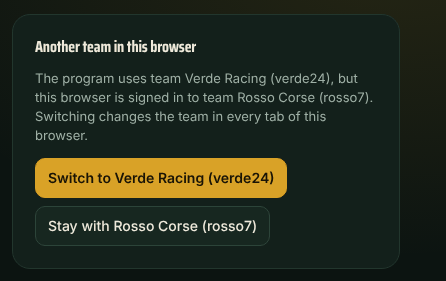 Another team in this browser
The program uses team Verde Racing (verde24), but
this browser is signed in to team Rosso Corse (rosso7).
Switching changes the team in every tab of this
browser.
Switch to Verde Racing (verde24)
Stay with Rosso Corse (rosso7)